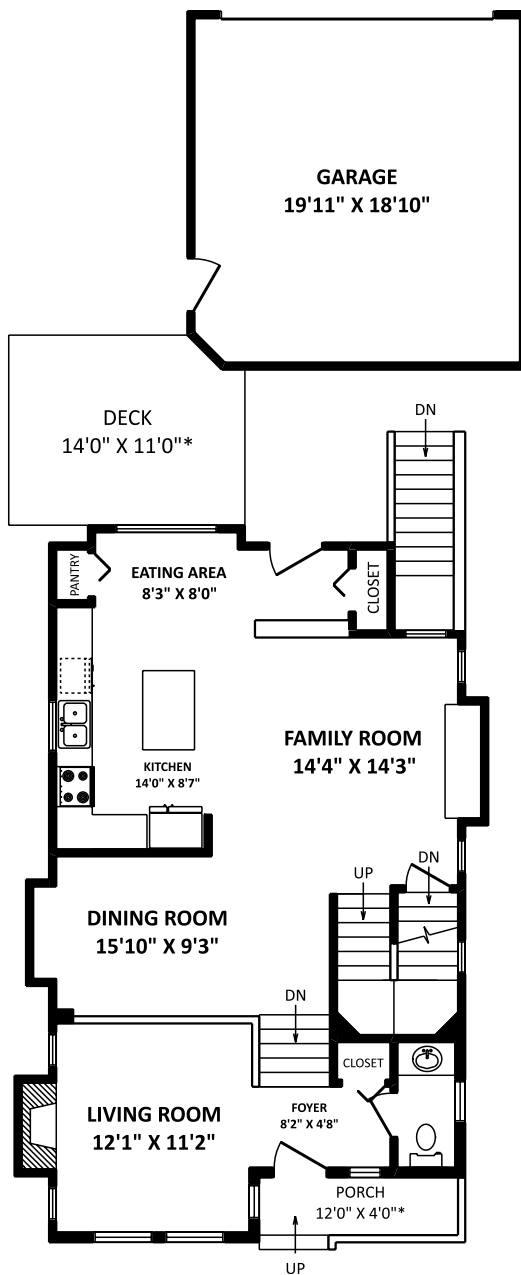 GARAGE
19'11" X 18'10"
DECK
14'0" X 11'0"*
DN
PANTRY
EATING AREA
8'3" X 8'0"
CLOSET
FAMILY ROOM
14'4" X 14'3"
KITCHEN
14'0" X 8'7"
UP
DN
DINING ROOM
15'10" X 9'3"
DN
CLOSET
LIVING ROOM
12'1" X 11'2"
FOYER
8'2" X 4'8"
PORCH
12'0" X 4'0"*
UP